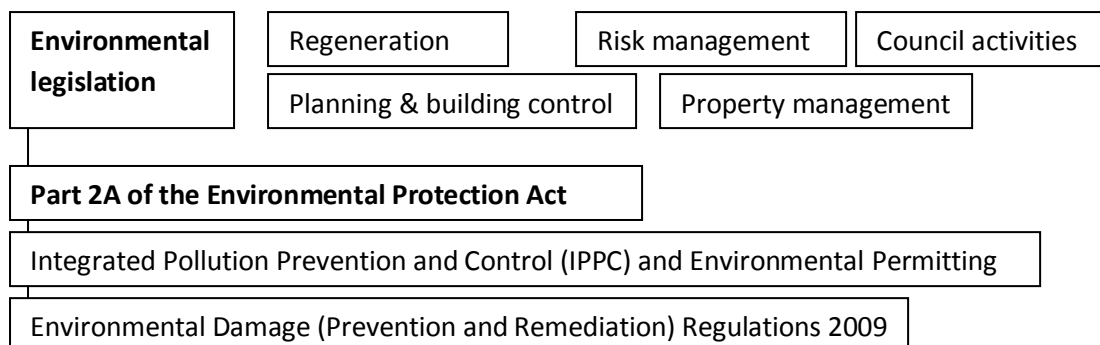 Environmental
legislation
Regeneration
Risk management
Council activities
Planning & building control
Property management
Part 2A of the Environmental Protection Act
Integrated Pollution Prevention and Control (IPPC) and Environmental Permitting
Environmental Damage (Prevention and Remediation) Regulations 2009